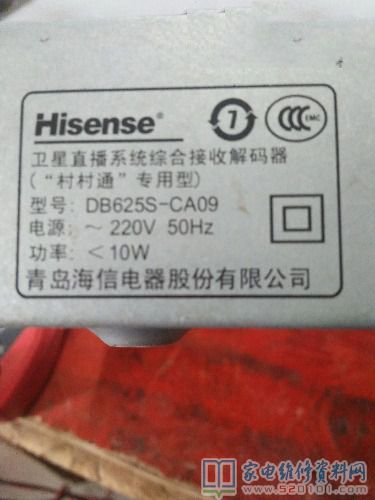 Hisense®
7
CCC EMC
卫星直播系统综合接收解码器
(“村村通”专用型)
型号: DB625S-CA09
电源: ~ 220V 50Hz
功率: <10W
青岛海信电器股份有限公司
家电维修资料网
www.520101.com